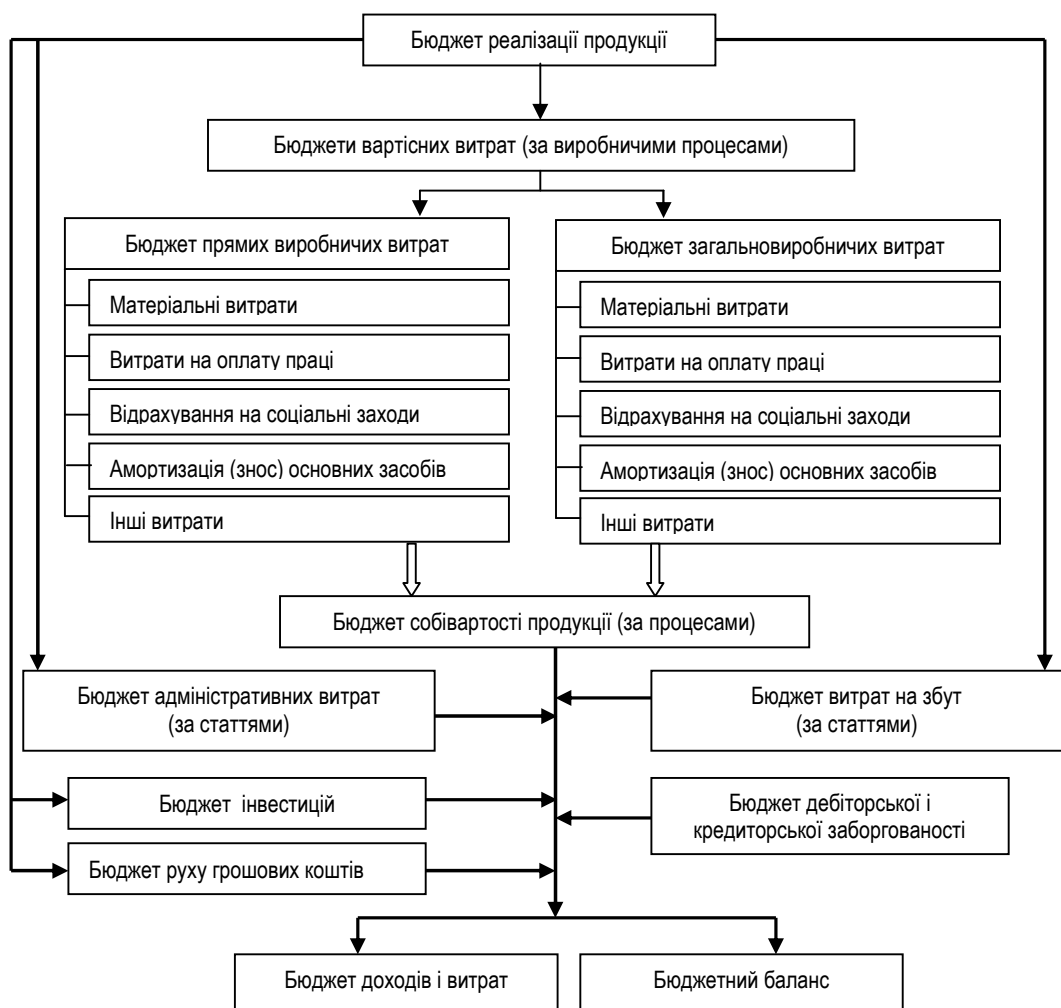 Бюджет реалізації продукції
Бюджети вартісних витрат (за виробничими процесами)
Бюджет прямих виробничих витрат
Матеріальні витрати
Витрати на оплату праці
Відрахування на соціальні заходи
Амортизація (знос) основних засобів
Інші витрати
Бюджет загальновиробничих витрат
Матеріальні витрати
Витрати на оплату праці
Відрахування на соціальні заходи
Амортизація (знос) основних засобів
Інші витрати
Бюджет собівартості продукції (за процесами)
Бюджет адміністративних витрат
(за статтями)
Бюджет витрат на збут
(за статтями)
Бюджет інвестицій
Бюджет дебіторської і
кредиторської заборгованості
Бюджет руху грошових коштів
Бюджет доходів і витрат
Бюджетний баланс